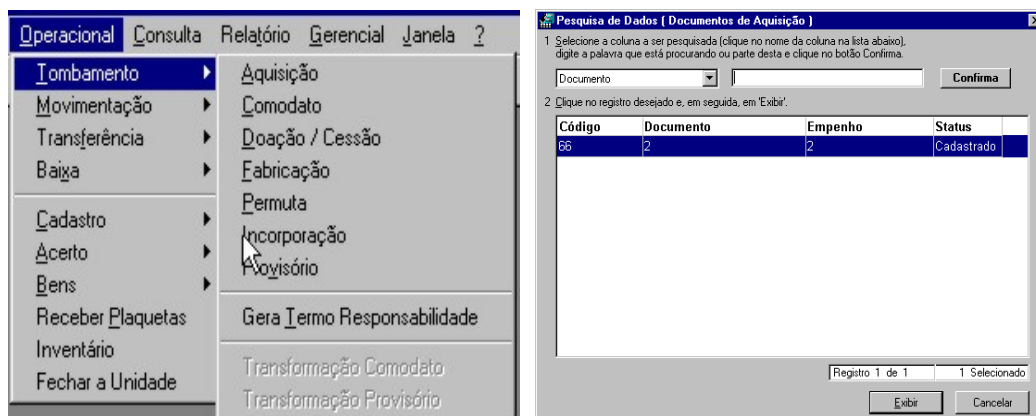 Operacional Consulta Relatório Gerencial Janela ?
Tombamento
Movimentação
Transferência
Baixa
Cadastro
Acerto
Bens
Receber Plaquetas
Inventário
Fechar a Unidade
Aquisição
Comodato
Doação / Cessão
Fabricação
Permuta
Incorporação
Provisório
Gera Termo Responsabilidade
Transformação Comodato
Transformação Provisório
Pesquisa de Dados ( Documentos de Aquisição )
1 Selecione a coluna a ser pesquisada (clique no nome da coluna na lista abaixo),
digite a palavra que está procurando ou parte desta e clique no botão Confirma.
Documento Confirma
2 Clique no registro desejado e, em seguida, em 'Exibir'.
Código Documento Empenho Status
66 2 2 Cadastrado
Registro 1 de 1 1 Selecionado
Exibir Cancelar